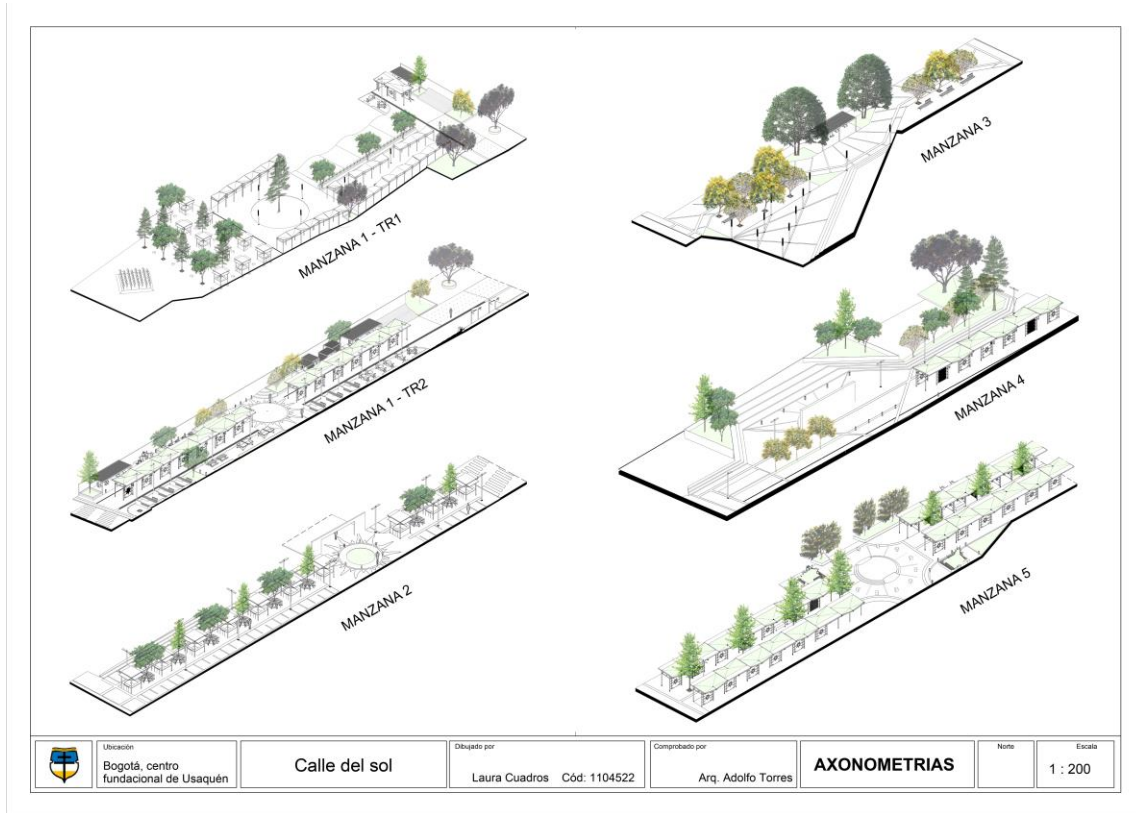 MANZANA 1 - TR1
MANZANA 3
MANZANA 1 - TR2
MANZANA 4
MANZANA 2
MANZANA 5
Ubicación
Bogotá, centro
fundacional de Usaquén
Calle del sol
Dibujado por
Laura Cuadros Cód: 1104522
Comprobado por
Arq. Adolfo Torres
AXONOMETRIAS
Norte
Escala
1 : 200